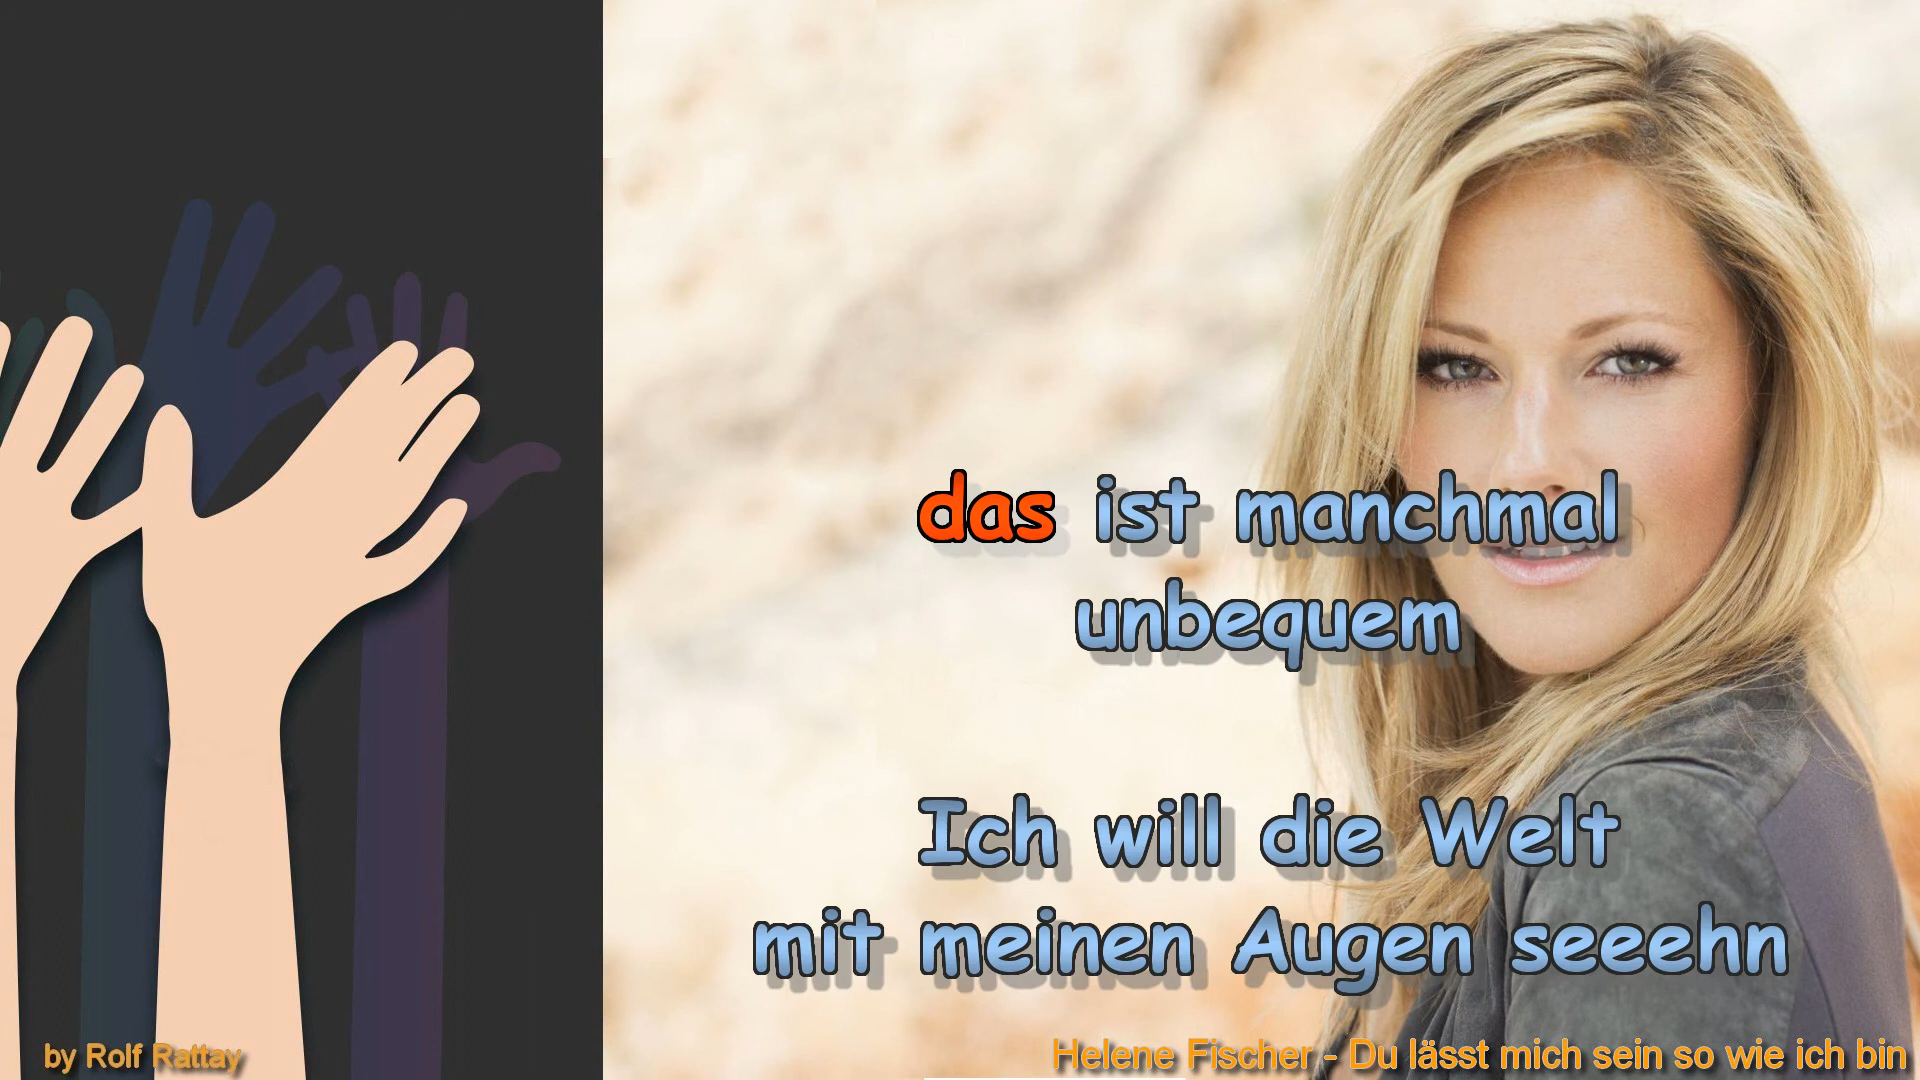 das ist manchmal
unbequem
Ich will die Welt
mit meinen Augen seeehn
by Rolf Rattay
Helene Fischer - Du lässt mich sein so wie ich bin